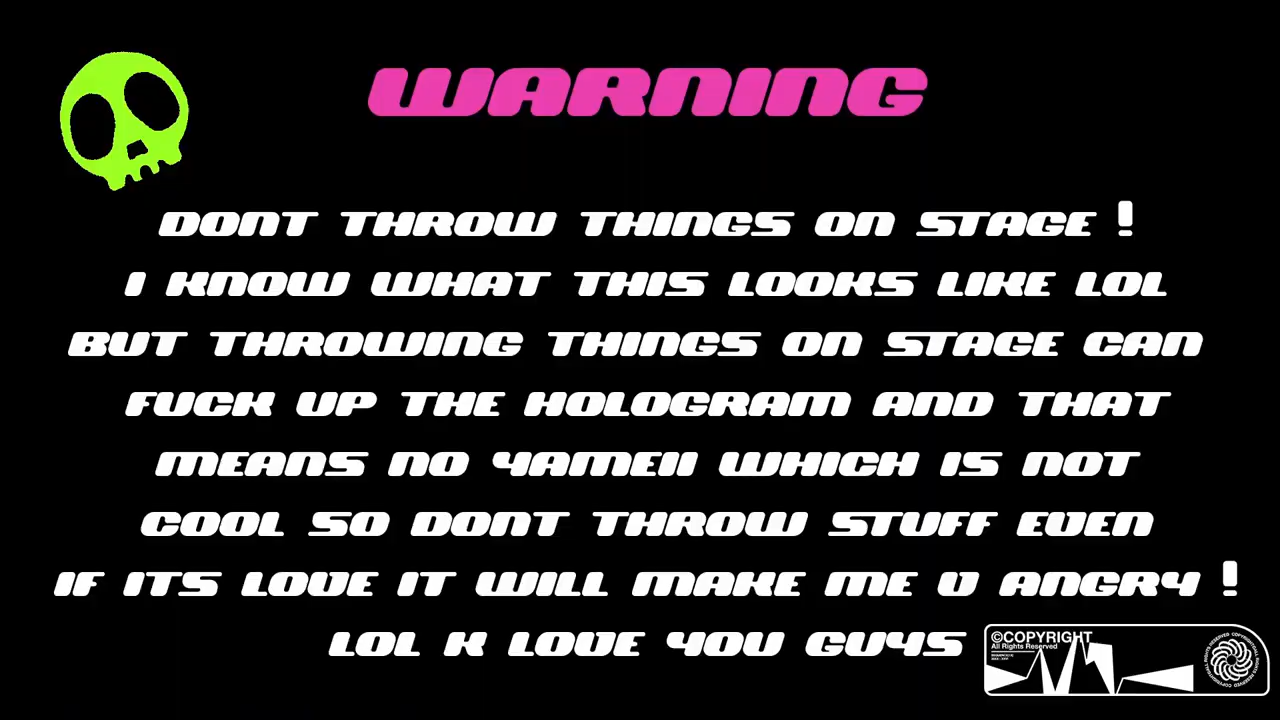 WARNING
DONT THROW THINGS ON STAGE !
I KNOW WHAT THIS LOOKS LIKE LOL
BUT THROWING THINGS ON STAGE CAN
FUCK UP THE HOLOGRAM AND THAT
MEANS NO YAMEII WHICH IS NOT
COOL SO DONT THROW STUFF EVEN
IF ITS LOVE IT WILL MAKE ME V ANGRY !
LOL K LOVE YOU GUYS
©COPYRIGHT
All Rights Reserved